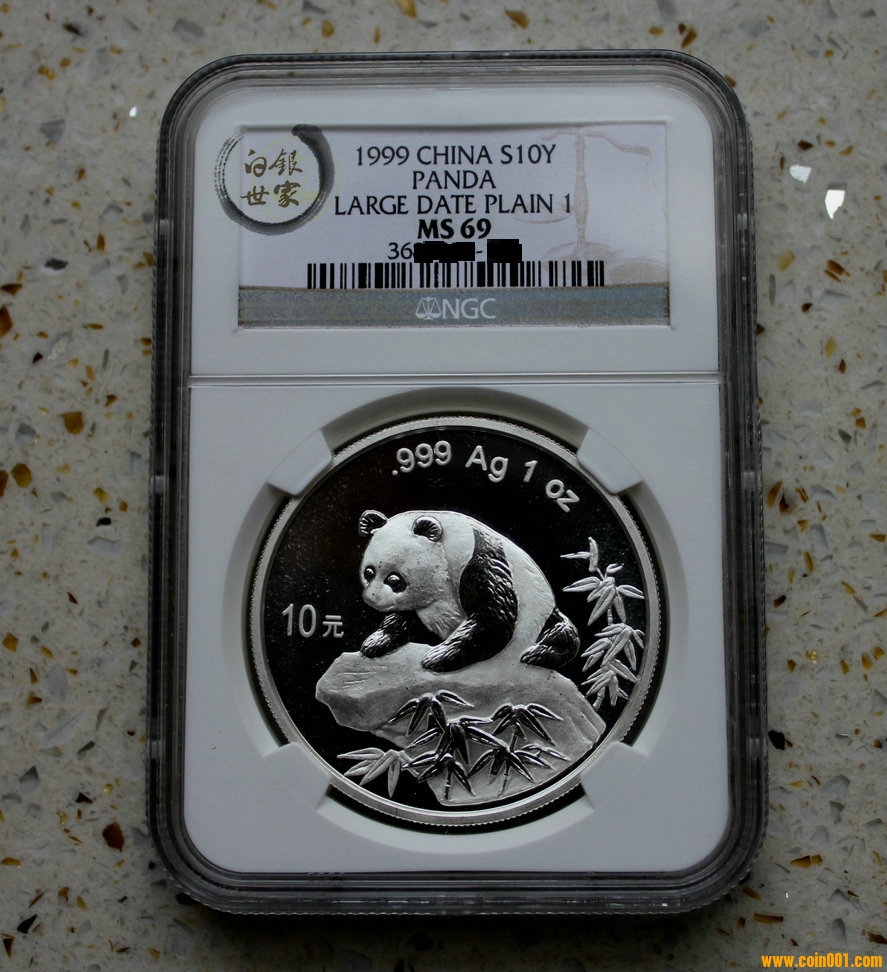 白银
世家
1999 CHINA S10Y
PANDA
LARGE DATE PLAIN 1
MS 69
36
-
NGC
.999 Ag 1 oz
10元
www.coin001.com